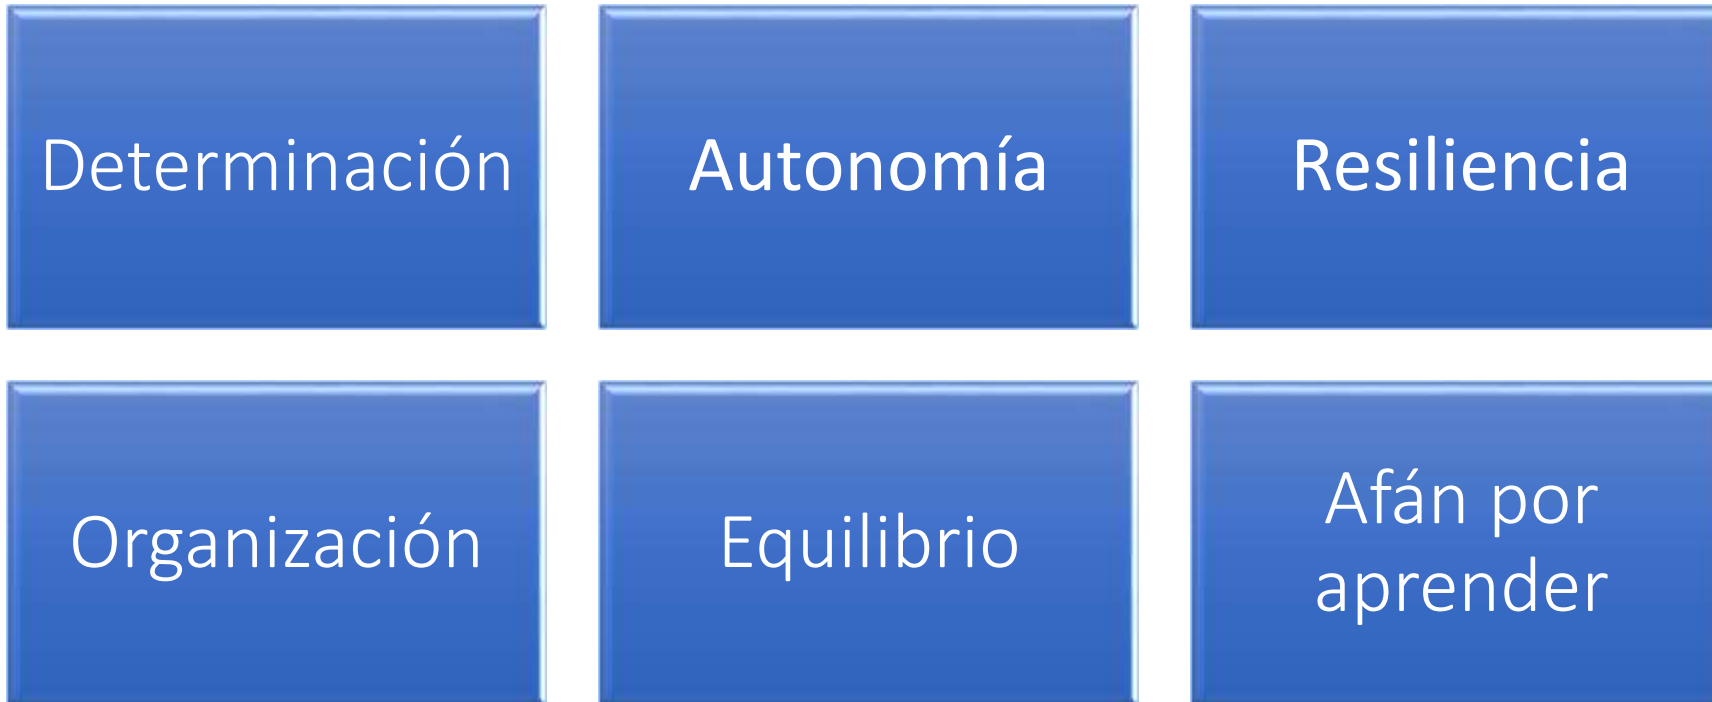 Determinación
Autonomía
Resiliencia
Organización
Equilibrio
Afán por
aprender